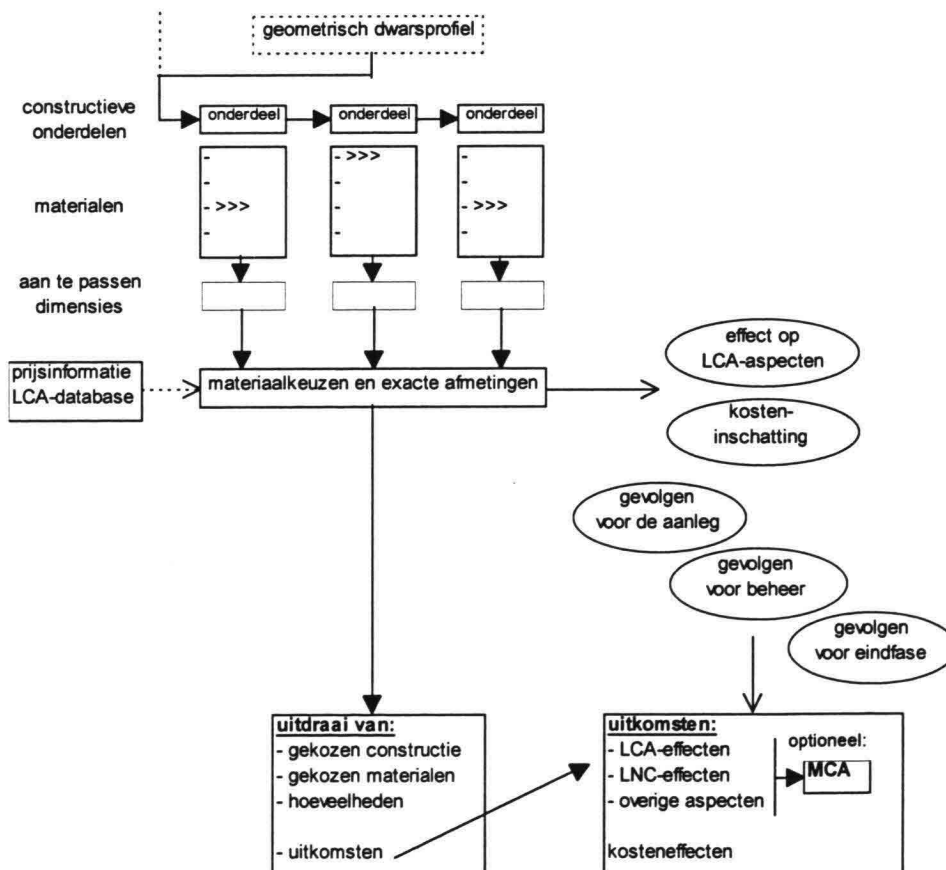 geometrisch dwarsprofiel
constructieve
onderdelen
onderdeel
onderdeel
onderdeel
materialen
-
-
- >>>
-
- >>>
-
-
-
-
-
- >>>
-
aan te passen
dimensies
prijsinformatie
LCA-database
materiaalkeuzen en exacte afmetingen
effect op
LCA-aspecten
kosten-
inschatting
gevolgen
voor de aanleg
gevolgen
voor beheer
gevolgen
voor eindfase
uitdraai van:
- gekozen constructie
- gekozen materialen
- hoeveelheden
- uitkomsten
uitkomsten:
- LCA-effecten
- LNC-effecten
- overige aspecten
kosteneffecten
optioneel:
MCA